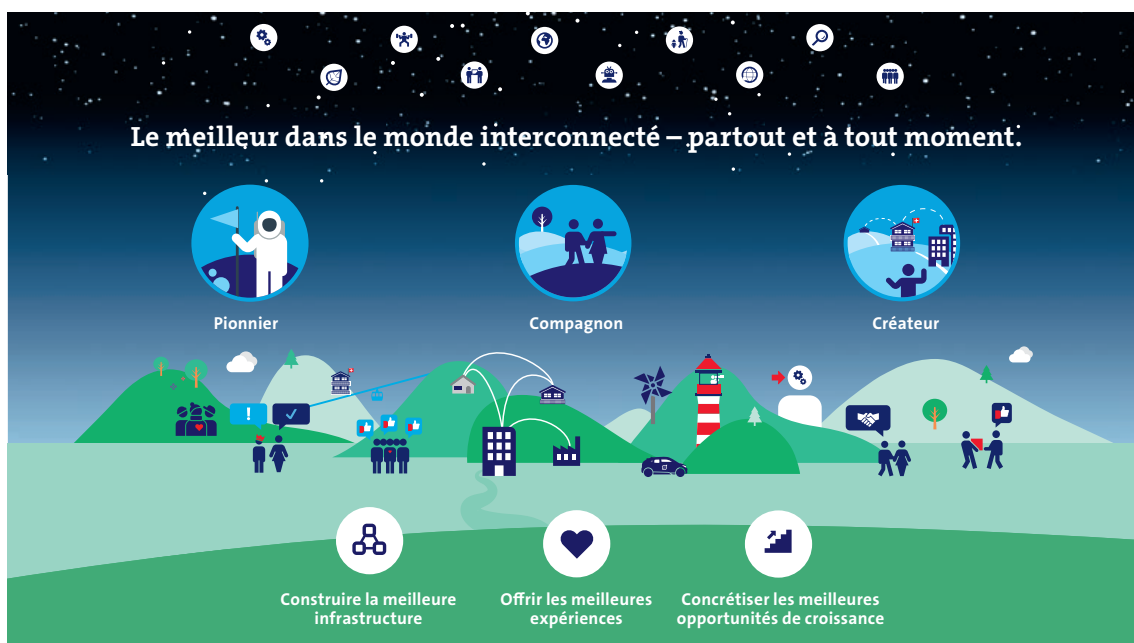 Le meilleur dans le monde interconnecté – partout et à tout moment.
Pionnier
Compagnon
Créateur
!
Construire la meilleure
infrastructure
Offrir les meilleures
expériences
Concrétiser les meilleures
opportunités de croissance